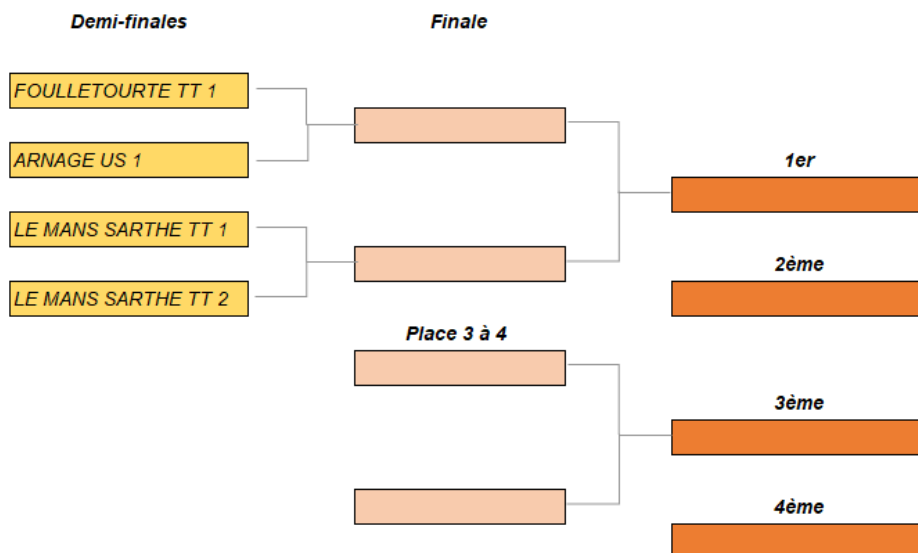 Demi-finales
Finale
FOULLETOURTE TT 1
ARNAGE US 1
1er
LE MANS SARTHE TT 1
2ème
LE MANS SARTHE TT 2
Place 3 à 4
3ème
4ème